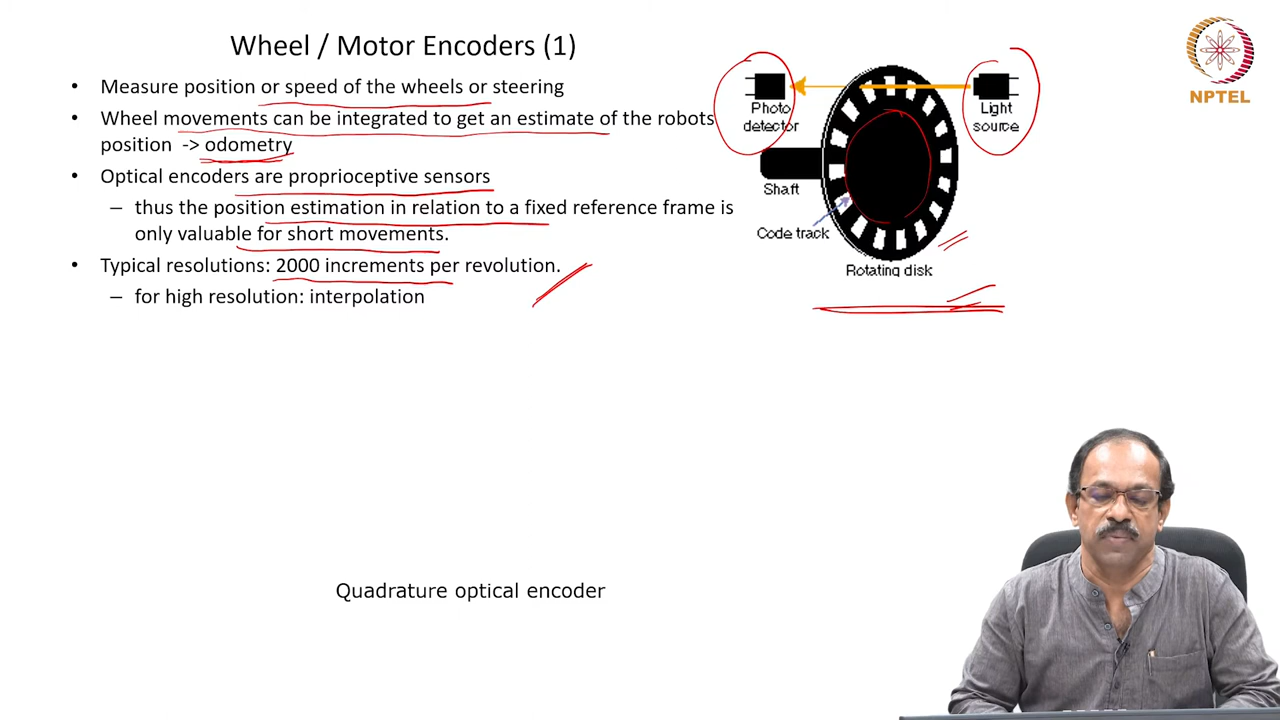 Wheel / Motor Encoders (1)
• Measure position or speed of the wheels or steering
• Wheel movements can be integrated to get an estimate of the robots
position -> odometry
• Optical encoders are proprioceptive sensors
– thus the position estimation in relation to a fixed reference frame is
only valuable for short movements.
• Typical resolutions: 2000 increments per revolution.
– for high resolution: interpolation
Photo
detector
Light
source
Shaft
Code track
Rotating disk
NPTEL
Quadrature optical encoder